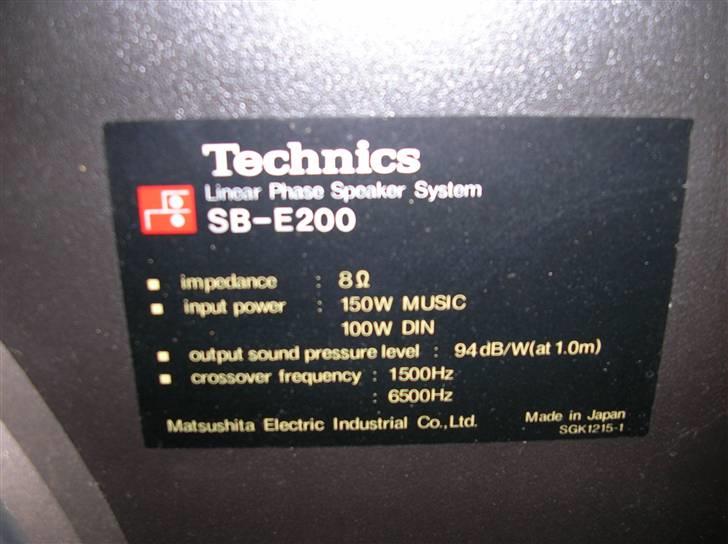 Technics
Linear Phase Speaker System
SB-E200
■ impedance : 8Ω
■ input power : 150W MUSIC
100W DIN
■ output sound pressure level : 94dB/W(at 1.0m)
■ crossover frequency : 1500Hz
: 6500Hz
Matsushita Electric Industrial Co.,Ltd.
Made in Japan
SGK1215-1